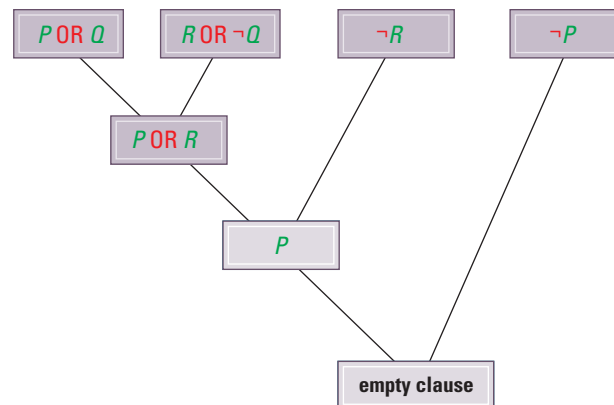 P OR Q
R OR ¬Q
¬R
¬P
P OR R
P
empty clause